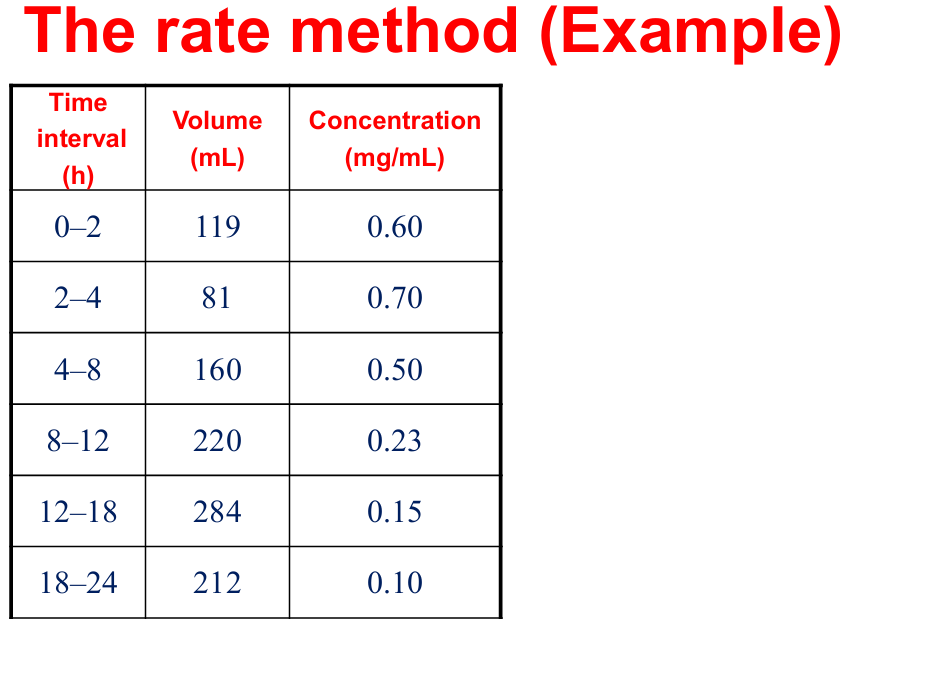 The rate method (Example)
Time
interval
(h)
Volume
(mL)
Concentration
(mg/mL)
0–2 119 0.60
2–4 81 0.70
4–8 160 0.50
8–12 220 0.23
12–18 284 0.15
18–24 212 0.10